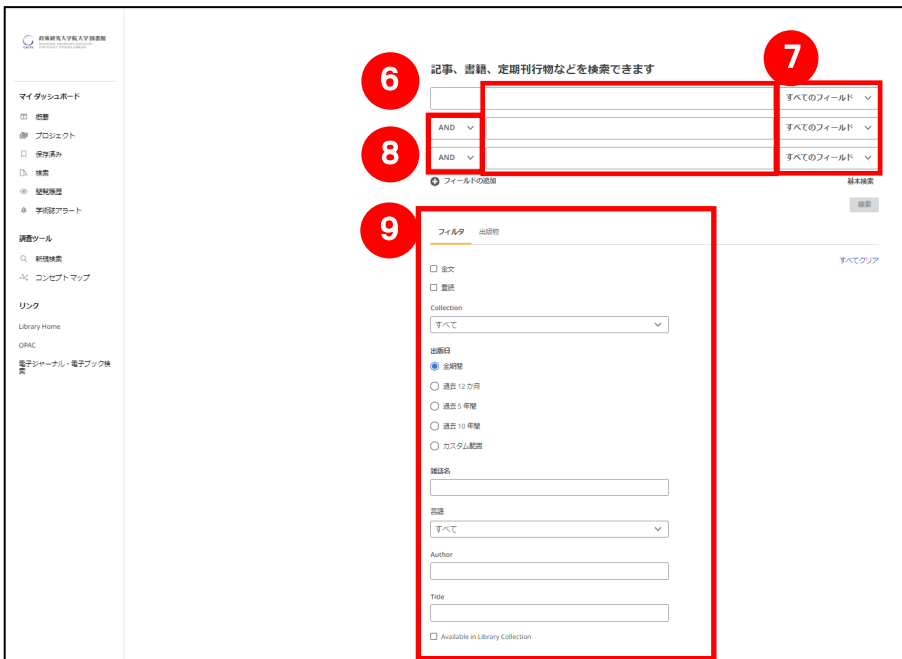 政策研究大学院大学図書館
NATIONAL GRADUATE INSTITUTE
FOR POLICY STUDIES LIBRARY
GRIPS
マイ ダッシュボード
概要
プロジェクト
保存済み
検索
閲覧履歴
学術誌アラート
調査ツール
新規検索
コンセプトマップ
リンク
Library Home
OPAC
電子ジャーナル・電子ブック検
索
6
7
記事、書籍、定期刊行物などを検索できます
すべてのフィールド
8
AND
すべてのフィールド
AND
すべてのフィールド
フィールドの追加
基本検索
検索
9
フィルタ
出版物
すべてクリア
全文
査読
Collection
すべて
出版日
全期間
過去 12 か月
過去 5 年間
過去 10 年間
カスタム範囲
雑誌名
言語
すべて
Author
Title
Available in Library Collection